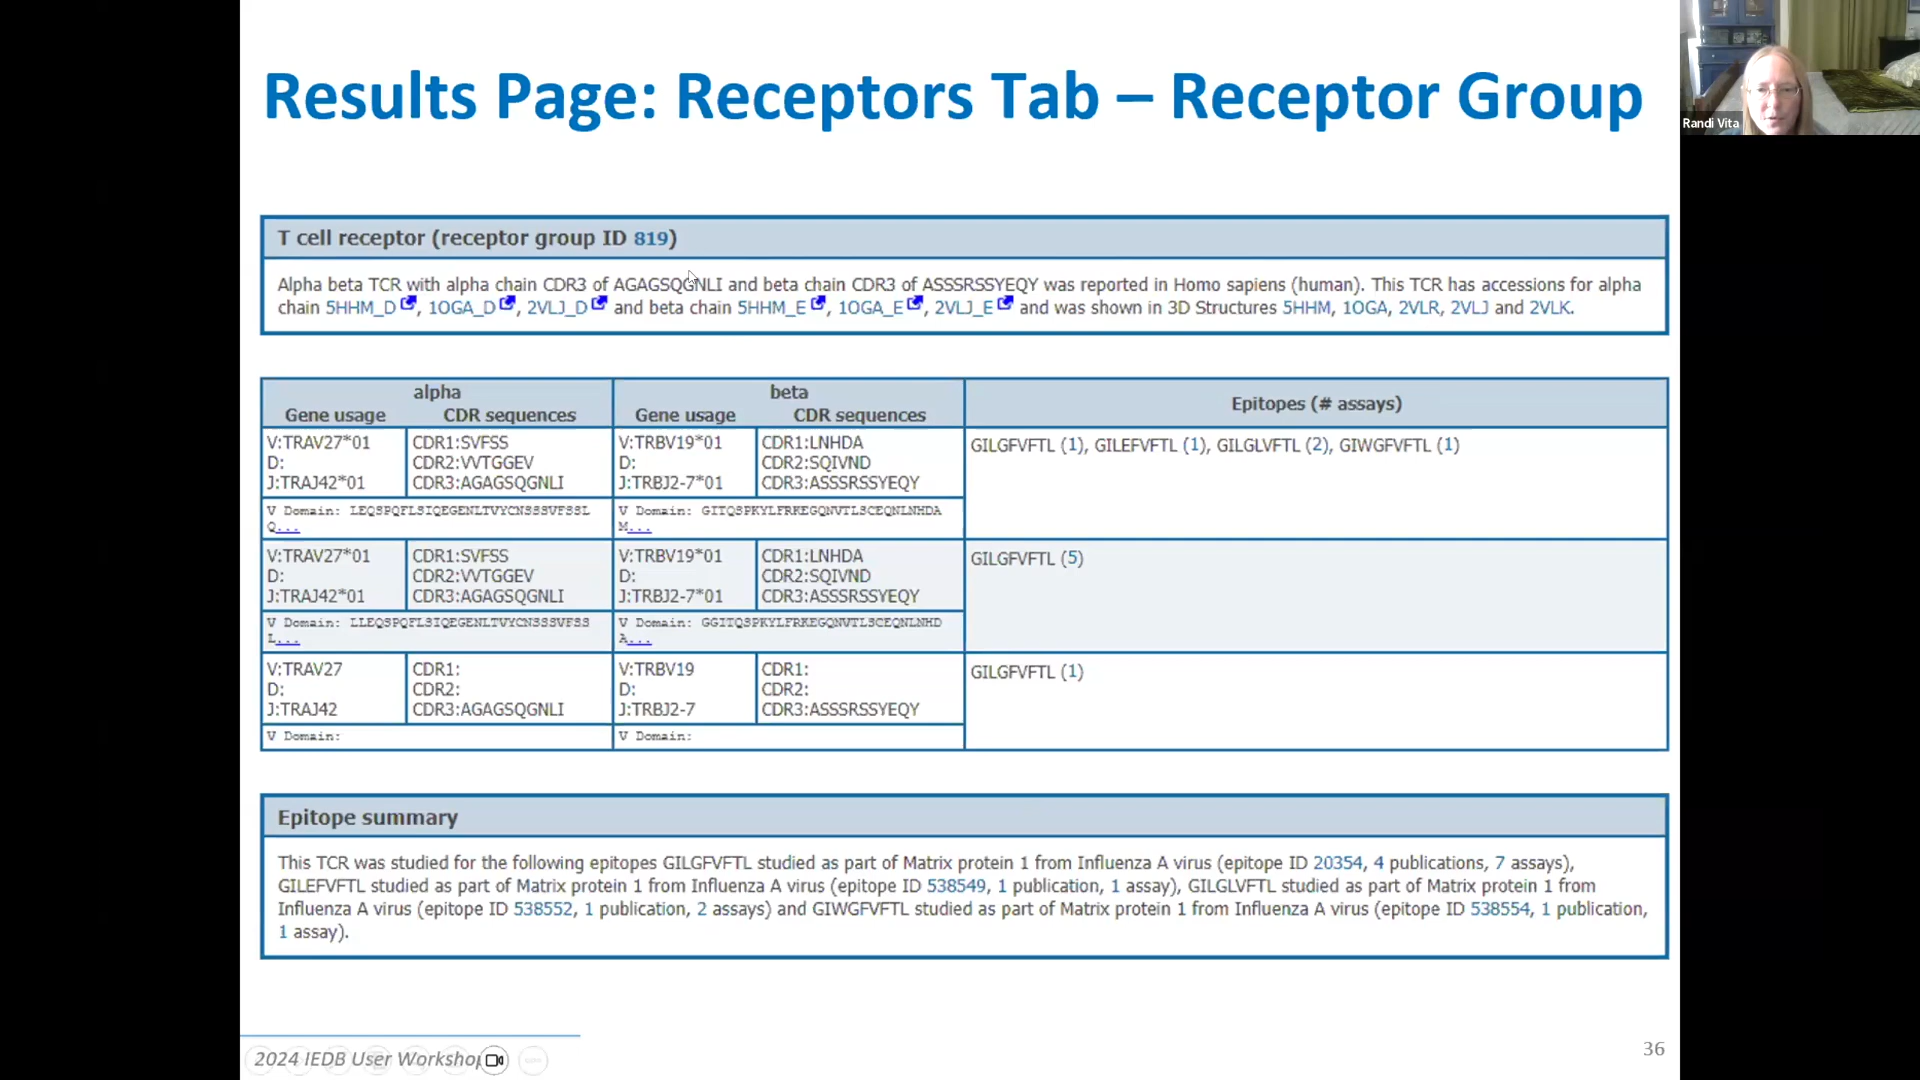 Results Page: Receptors Tab – Receptor Group
Randi Vita
T cell receptor (receptor group ID 819)
Alpha beta TCR with alpha chain CDR3 of AGAGSQGNLI and beta chain CDR3 of ASSSRSSYEQY was reported in Homo sapiens (human). This TCR has accessions for alpha
chain 5HHM_D, 1OGA_D, 2VLJ_D and beta chain 5HHM_E, 1OGA_E, 2VLJ_E and was shown in 3D Structures 5HHM, 1OGA, 2VLR, 2VLJ and 2VLK.
alpha beta
Gene usage CDR sequences Gene usage CDR sequences Epitopes (# assays)
V:TRAV27*01 CDR1:SVFSS V:TRBV19*01 CDR1:LNHDA GILGFVFTL (1), GILEFVFTL (1), GILGLVFTL (2), GIWGFVFTL (1)
D: CDR2:VVTGGEV D: CDR2:SQIVND
J:TRAJ42*01 CDR3:AGAGSQGNLI J:TRBJ2-7*01 CDR3:ASSSRSSYEQY
V Domain: LEQSPQFLSIQEGENLTVYCNSSSVFSSL V Domain: GITQSPKYLFRKEGQNVTLSCEQNLNHDA
Q... M...
V:TRAV27*01 CDR1:SVFSS V:TRBV19*01 CDR1:LNHDA GILGFVFTL (5)
D: CDR2:VVTGGEV D: CDR2:SQIVND
J:TRAJ42*01 CDR3:AGAGSQGNLI J:TRBJ2-7*01 CDR3:ASSSRSSYEQY
V Domain: LLEQSPQFLSIQEGENLTVYCNSSSVFSS V Domain: GGITQSPKYLFRKEGQNVTLSCEQNLNHD
L... A...
V:TRAV27 CDR1: V:TRBV19 CDR1: GILGFVFTL (1)
D: CDR2: D: CDR2:
J:TRAJ42 CDR3:AGAGSQGNLI J:TRBJ2-7 CDR3:ASSSRSSYEQY
V Domain: V Domain:
Epitope summary
This TCR was studied for the following epitopes GILGFVFTL studied as part of Matrix protein 1 from Influenza A virus (epitope ID 20354, 4 publications, 7 assays),
GILEFVFTL studied as part of Matrix protein 1 from Influenza A virus (epitope ID 538549, 1 publication, 1 assay), GILGLVFTL studied as part of Matrix protein 1 from
Influenza A virus (epitope ID 538552, 1 publication, 2 assays) and GIWGFVFTL studied as part of Matrix protein 1 from Influenza A virus (epitope ID 538554, 1 publication,
1 assay).
2024 IEDB User Workshop
36